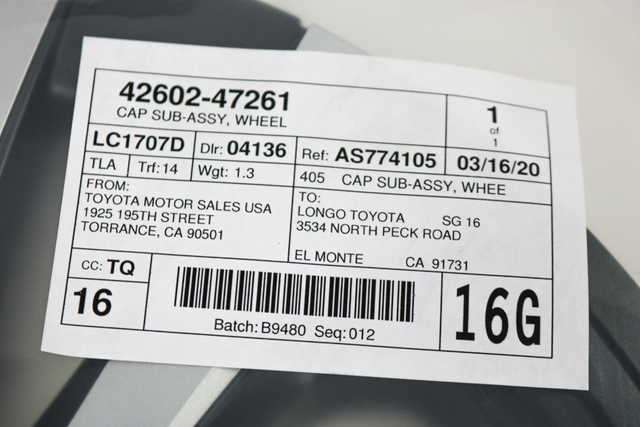 42602-47261
CAP SUB-ASSY, WHEEL
1
of
1
LC1707D
Dlr: 04136
Ref: AS774105
03/16/20
TLA
Trf: 14
Wgt: 1.3
405 CAP SUB-ASSY, WHEE
FROM:
TOYOTA MOTOR SALES USA
1925 195TH STREET
TORRANCE, CA 90501
TO:
LONGO TOYOTA SG 16
3534 NORTH PECK ROAD
EL MONTE CA 91731
CC: TQ
16
Batch: B9480 Seq: 012
16G